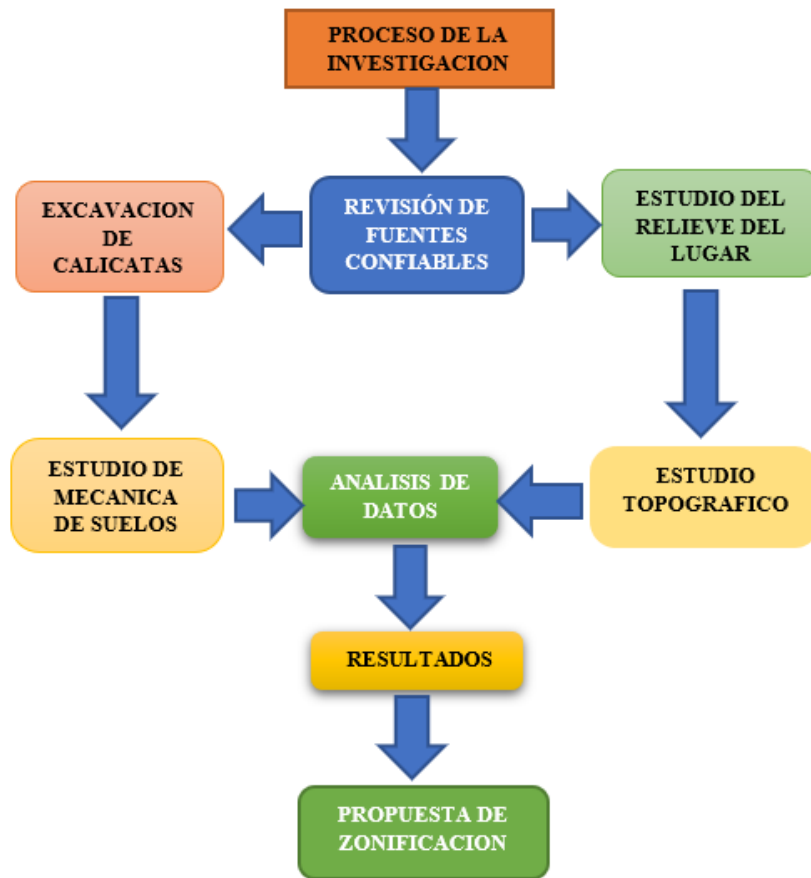 PROCESO DE LA
INVESTIGACION
EXCAVACION
DE
CALICATAS
REVISIÓN DE
FUENTES
CONFIABLES
ESTUDIO DEL
RELIEVE DEL
LUGAR
ESTUDIO DE
MECANICA
DE SUELOS
ANALISIS DE
DATOS
ESTUDIO
TOPOGRAFICO
RESULTADOS
PROPUESTA DE
ZONIFICACION